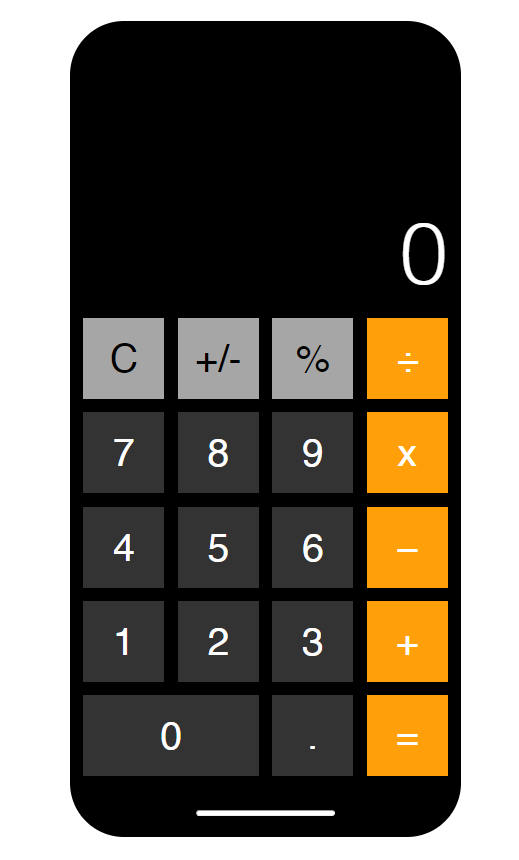 0
C +/- % ÷
7 8 9 x
4 5 6 –
1 2 3 +
0 . =